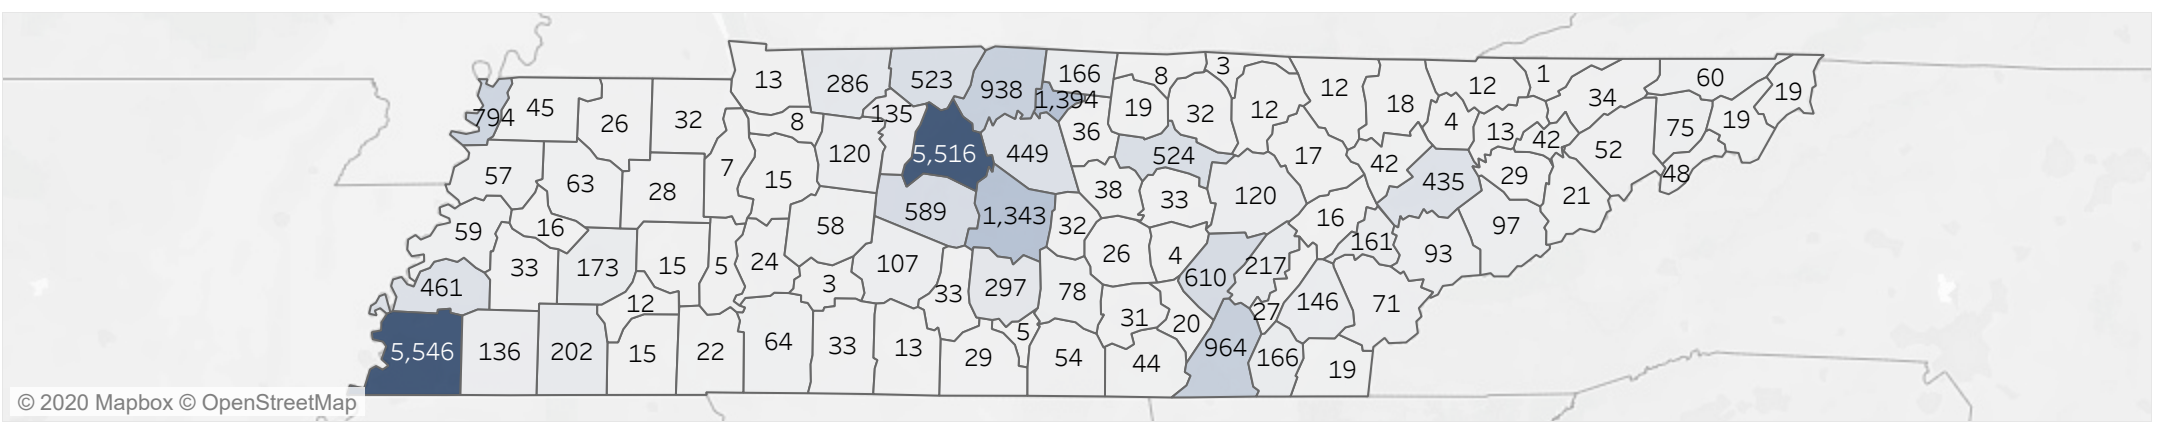 13 286 523 938 166 8 3 12 12 1 60 19
794 45 26 32 8 135 1,394 19 32 12 18 34
5,516 449 36 4 13 42 75 19
57 63 28 7 15 120 524 17 42 52 48
435 29 21
59 16 58 589 1,343 38 33 120 16 97
32
33 173 15 5 24 107 26 4 161 93
461 12 3 33 297 78 610 217 146 71
5,546 136 202 15 22 64 33 13 29 5 54 31 20 27
44 964 166 19
© 2020 Mapbox © OpenStreetMap